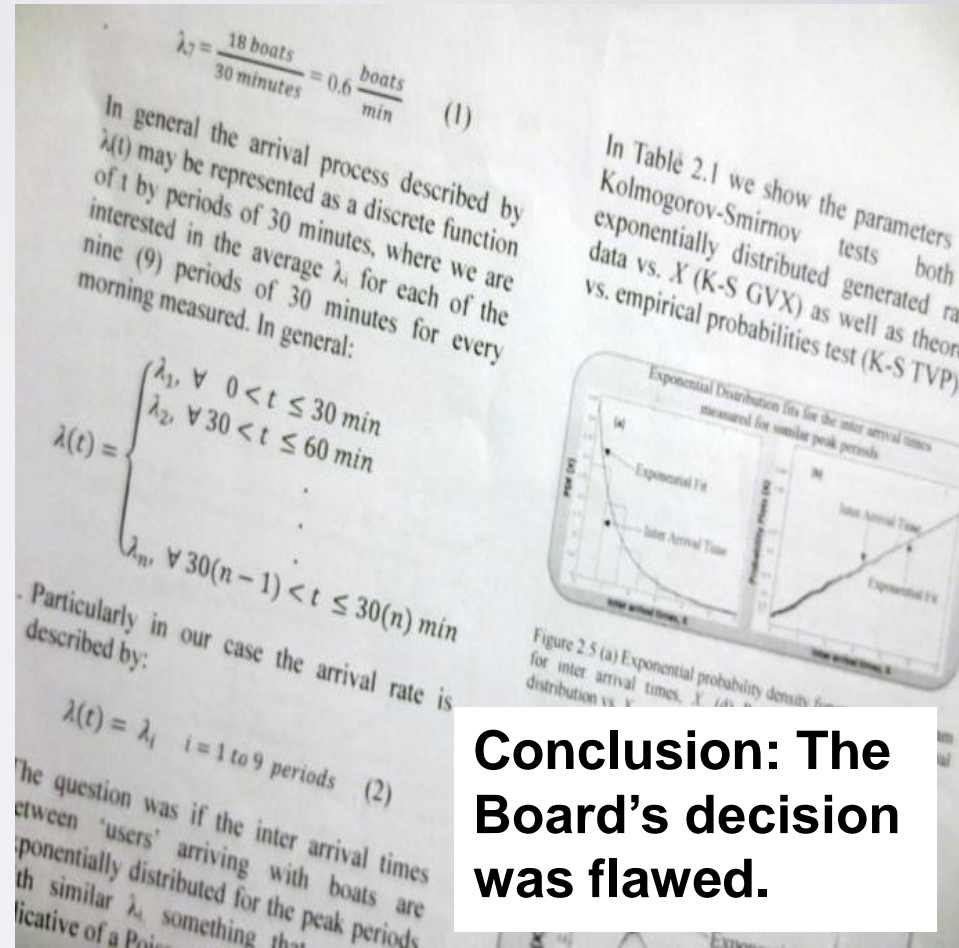 λ₇ = 18 boats / 30 minutes = 0.6 boats / min (1)
In general the arrival process described by
λ(t) may be represented as a discrete function
of t by periods of 30 minutes, where we are
interested in the average λᵢ for each of the
nine (9) periods of 30 minutes for every
morning measured. In general:
λ(t) = { λ₁, ∀ 0 < t ≤ 30 min
λ₂, ∀ 30 < t ≤ 60 min
.
.
.
λₙ, ∀ 30(n − 1) < t ≤ 30(n) min
. Particularly in our case the arrival rate is
described by:
λ(t) = λᵢ i = 1 to 9 periods (2)
The question was if the inter arrival times
etween 'users' arriving with boats are
ponentially distributed for the peak periods
th similar λᵢ, something that
licative of a
In Table 2.1 we show the parameters
Kolmogorov-Smirnov tests both
exponentially distributed generated ra
data vs. X (K-S GVX) as well as theor
vs. empirical probabilities test (K-S TVP)
Exponential Distribution fits for the inter arrival times
measured for similar peak periods
(a)
Exponential Fit
Inter Arrival Time
PDF (X)
(b)
Inter Arrival Time
Exponential Fit
Figure 2.5 (a) Exponential probability density
for inter arrival times, X
distribution vs. X
Conclusion: The
Board’s decision
was flawed.